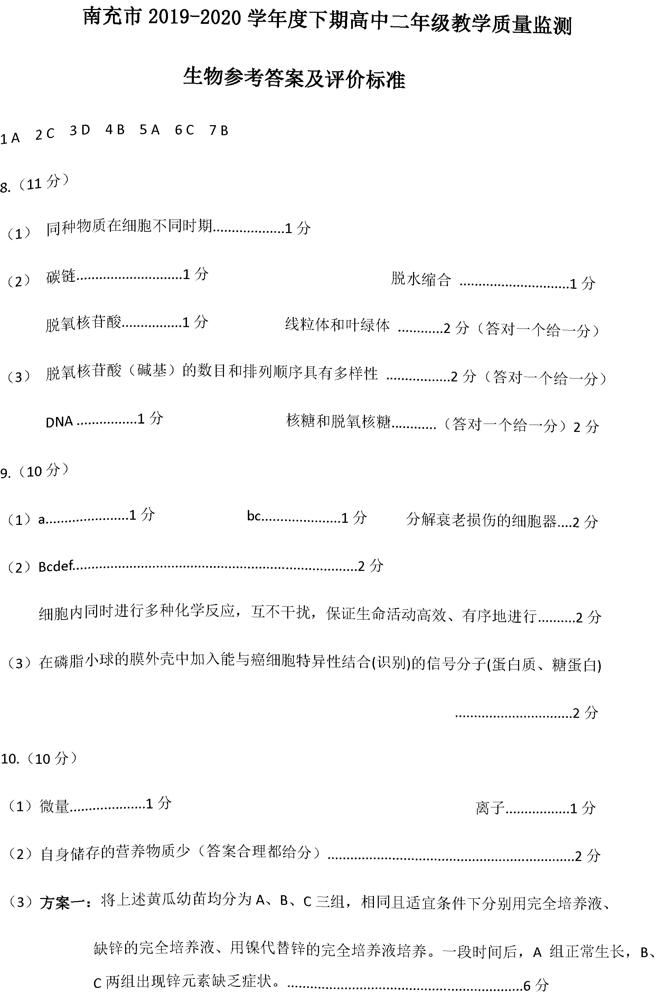 南充市 2019-2020 学年度下期高中二年级教学质量监测
生物参考答案及评价标准
1 A 2 C 3 D 4 B 5 A 6 C 7 B
8.（11 分）
（1） 同种物质在细胞不同时期...................1 分
（2） 碳链............................1 分 脱水缩合 .............................1 分
脱氧核苷酸................1 分 线粒体和叶绿体 ............2 分（答对一个给一分）
（3） 脱氧核苷酸（碱基）的数目和排列顺序具有多样性 .................2 分（答对一个给一分）
DNA ................1 分 核糖和脱氧核糖............（答对一个给一分）2 分
9.（10 分）
（1）a......................1 分 bc.....................1 分 分解衰老损伤的细胞器....2 分
（2）Bcdef............................................................................2 分
细胞内同时进行多种化学反应，互不干扰，保证生命活动高效、有序地进行..........2 分
（3）在磷脂小球的膜外壳中加入能与癌细胞特异性结合(识别)的信号分子(蛋白质、糖蛋白)
...............................2 分
10.（10 分）
（1）微量....................1 分 离子.................1 分
（2）自身储存的营养物质少（答案合理都给分）.................................................................2 分
（3）方案一：将上述黄瓜幼苗均分为 A、B、C 三组，相同且适宜条件下分别用完全培养液、
缺锌的完全培养液、用镍代替锌的完全培养液培养。一段时间后，A 组正常生长，B、
C 两组出现锌元素缺乏症状。..............................................................6 分